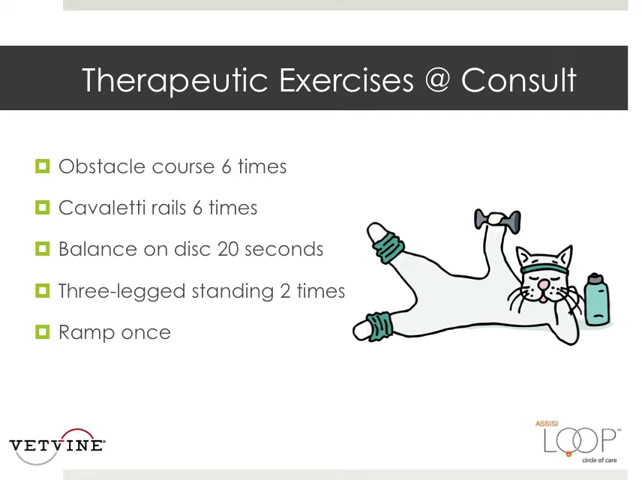 Therapeutic Exercises @ Consult
Obstacle course 6 times
Cavaletti rails 6 times
Balance on disc 20 seconds
Three-legged standing 2 times
Ramp once
VETVINE®
ASSISI
LOOP™
circle of care